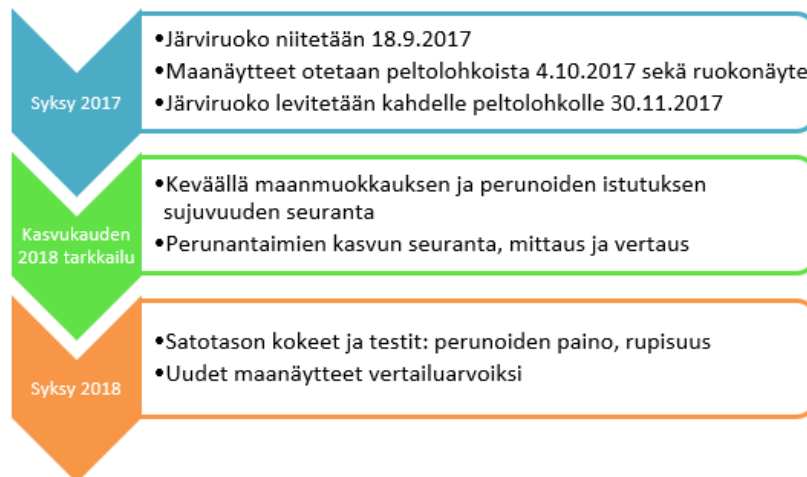 Syksy 2017
•Järviruoko niitetään 18.9.2017
•Maanäytteet otetaan peltolohkoista 4.10.2017 sekä ruokonäyte
•Järviruoko levitetään kahdelle peltolohkolle 30.11.2017
Kasvukauden
2018 tarkkailu
•Keväällä maanmuokkauksen ja perunoiden istutuksen
sujuvuuden seuranta
•Perunantaimien kasvun seuranta, mittaus ja vertaus
Syksy 2018
•Satotason kokeet ja testit: perunoiden paino, rupisuus
•Uudet maanäytteet vertailuarvoiksi